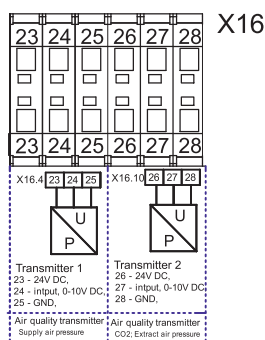 X16
23 24 25 26 27 28
23 24 25 26 27 28
X16.4 23 24 25
X16.10 26 27 28
U
P
U
P
Transmitter 1
23 - 24V DC,
24 - intput, 0-10V DC,
25 - GND,
Transmitter 2
26 - 24V DC,
27 - intput, 0-10V DC,
28 - GND,
Air quality transmitter
Supply air pressure
Air quality transmitter
CO2; Extract air pressure